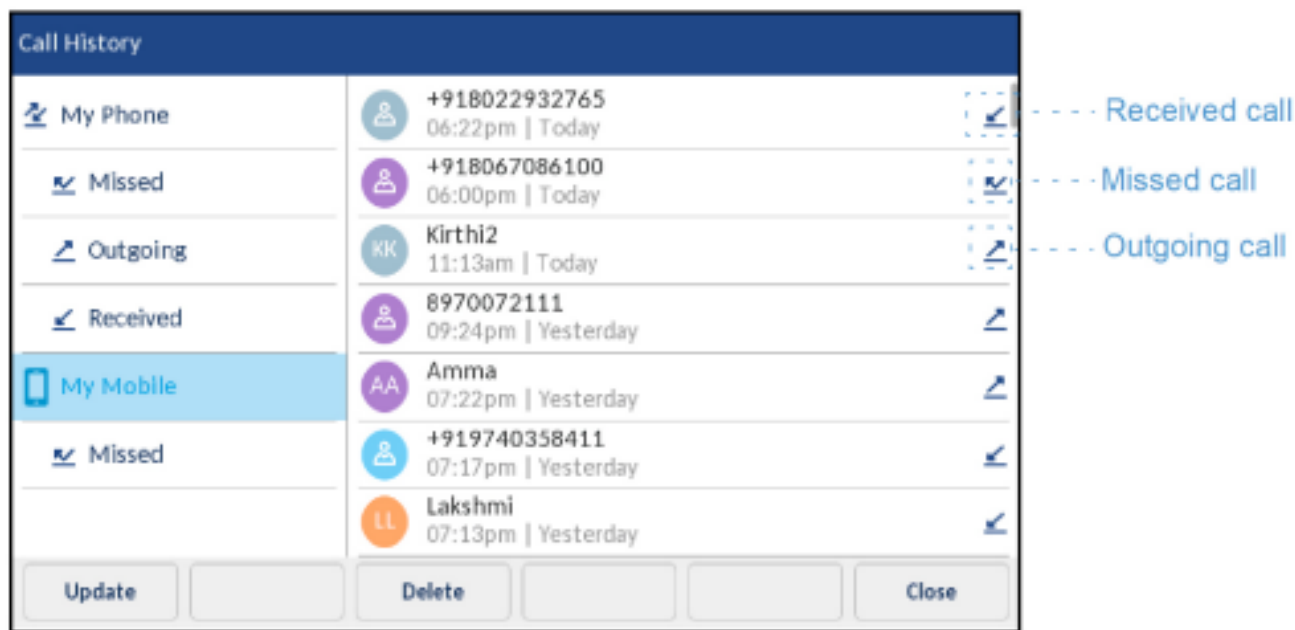 Call History
My Phone
Missed
Outgoing
Received
My Mobile
Missed
+918022932765
06:22pm | Today
+918067086100
06:00pm | Today
KK
Kirthi2
11:13am | Today
8970072111
09:24pm | Yesterday
AA
Amma
07:22pm | Yesterday
+919740358411
07:17pm | Yesterday
LL
Lakshmi
07:13pm | Yesterday
Received call
Missed call
Outgoing call
Update
Delete
Close